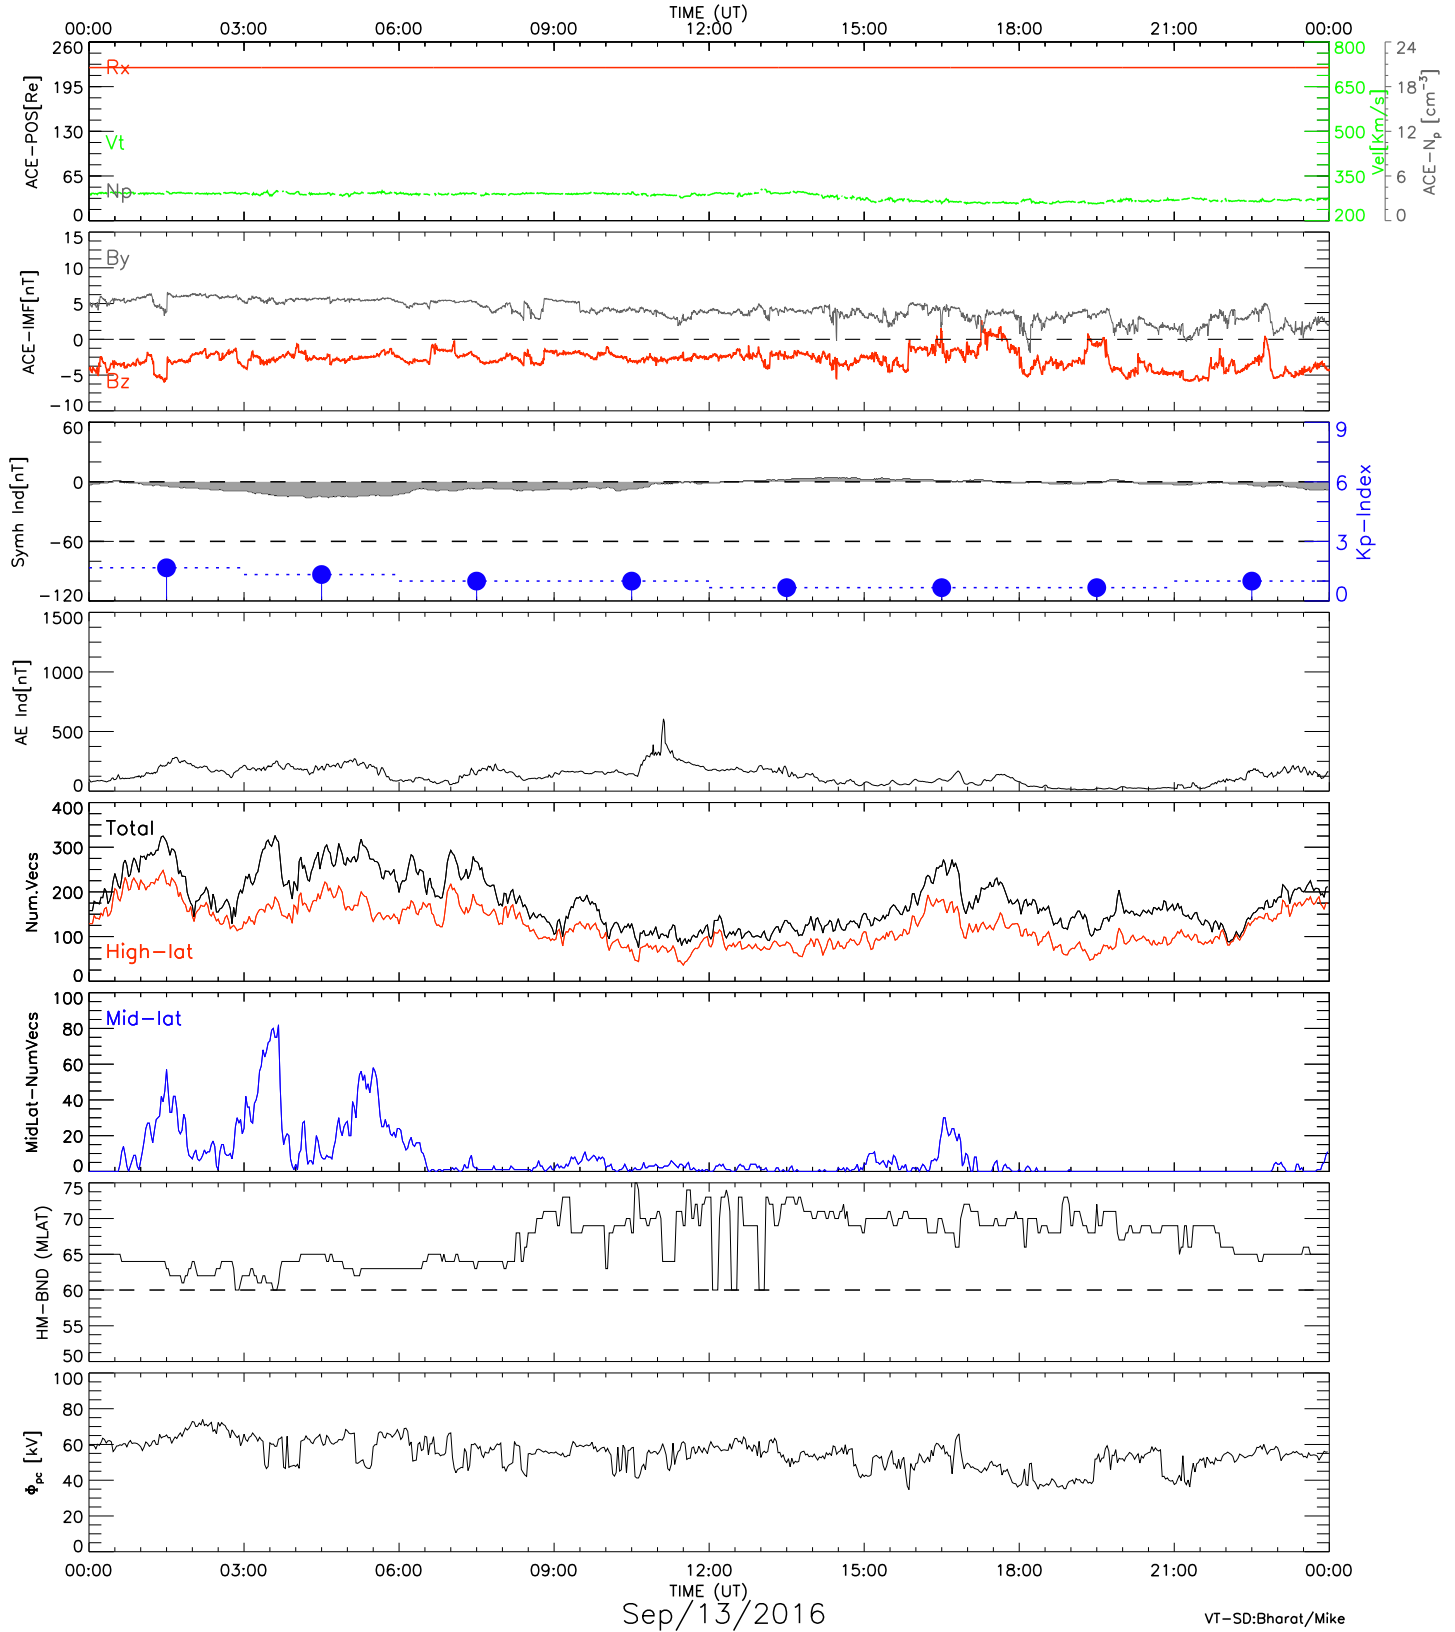 TIME (UT)
00:00 03:00 06:00 09:00 12:00 15:00 18:00 21:00 00:00
ACE-POS[Re]
260
195
130
65
0
Rx
Vt
Np
800
650
500
350
200
Vel[Km/s]
24
18
12
6
0
ACE-Np [cm-3]
ACE-IMF[nT]
15
10
5
0
-5
-10
By
Bz
Symh Ind[nT]
60
0
-60
-120
9
6
3
0
Kp-Index
AE Ind[nT]
1500
1000
500
0
Num.Vecs
400
300
200
100
0
Total
High-lat
MidLat-NumVecs
100
80
60
40
20
0
Mid-lat
HM-BND (MLAT)
75
70
65
60
55
50
Φpc [kV]
100
80
60
40
20
0
00:00 03:00 06:00 09:00 12:00 15:00 18:00 21:00 00:00
TIME (UT)
Sep/13/2016
VT-SD:Bharat/Mike